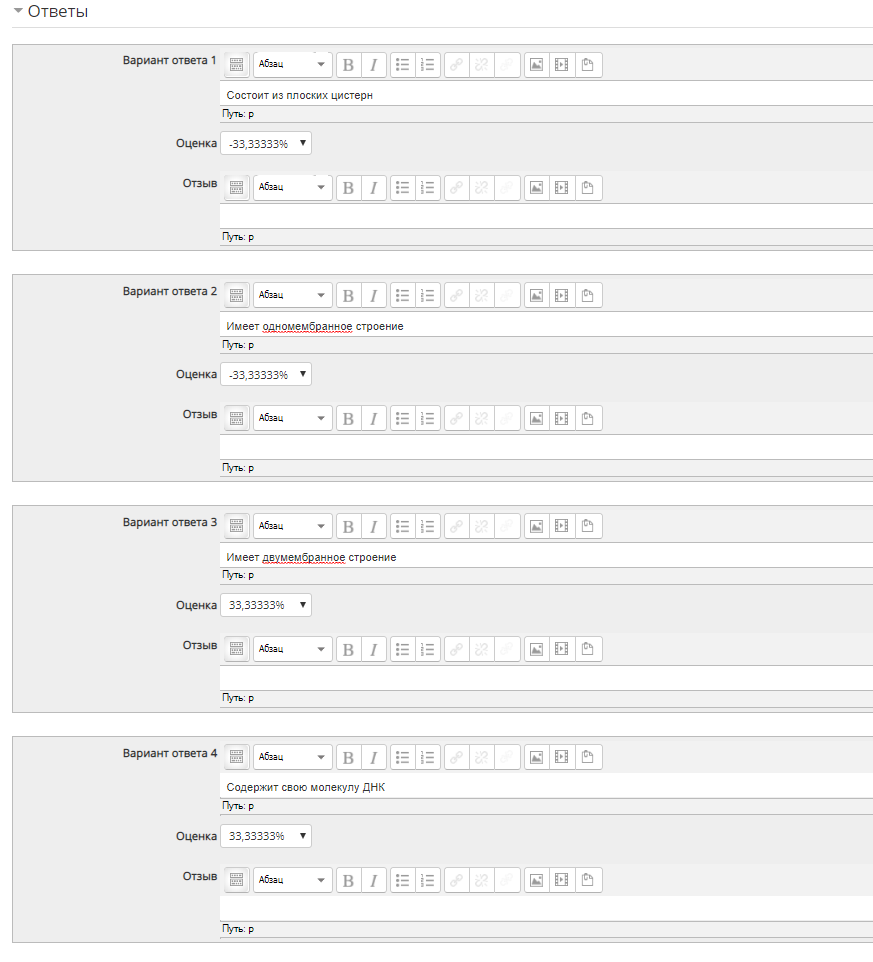 Ответы
Вариант ответа 1
Абзац
Состоит из плоских цистерн
Путь: p
Оценка
-33,33333%
Отзыв
Абзац
Путь: p
Вариант ответа 2
Абзац
Имеет одномембранное строение
Путь: p
Оценка
-33,33333%
Отзыв
Абзац
Путь: p
Вариант ответа 3
Абзац
Имеет двумембранное строение
Путь: p
Оценка
33,33333%
Отзыв
Абзац
Путь: p
Вариант ответа 4
Абзац
Содержит свою молекулу ДНК
Путь: p
Оценка
33,33333%
Отзыв
Абзац
Путь: p